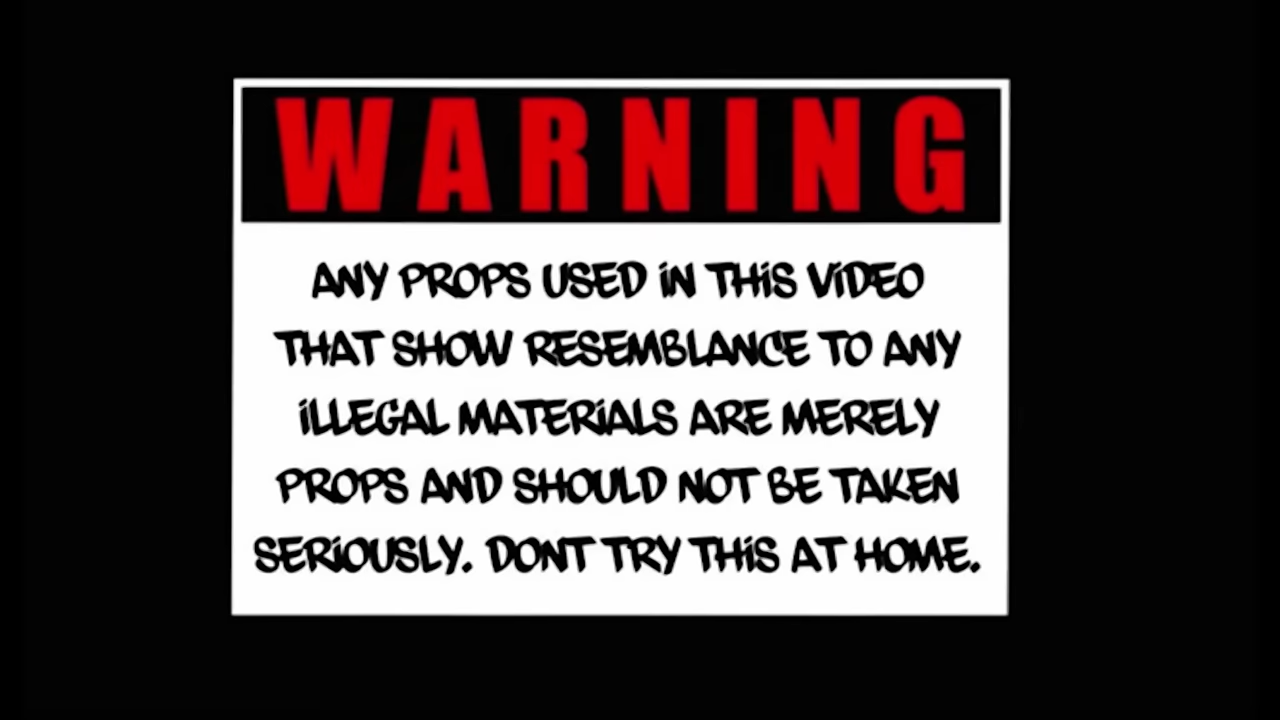 WARNING
ANY PROPS USED iN THiS ViDEO
THAT SHOW RESEMBLANCE TO ANY
iLLEGAL MATERiALS ARE MERELY
PROPS AND SHOULD NOT BE TAKEN
SERiOUSLY. DONT TRY THiS AT HOME.